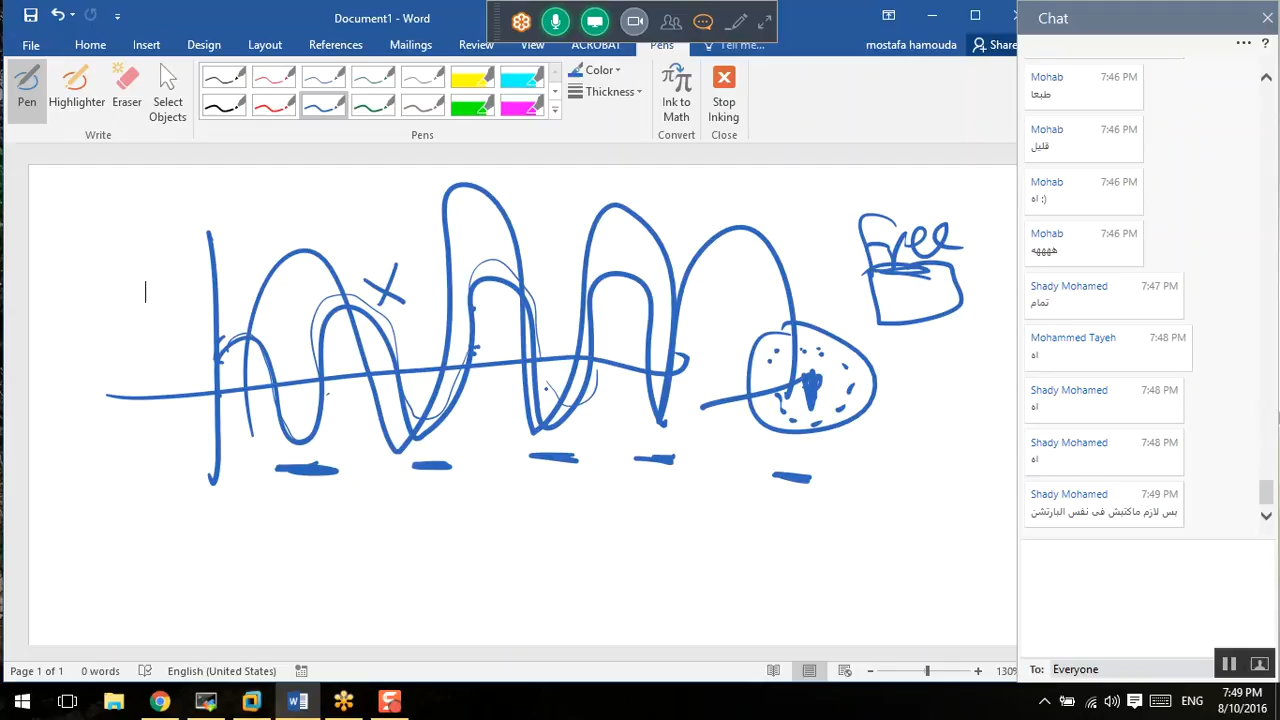 Document1 - Word
File
Home
Insert
Design
Layout
References
Mailings
Review
View
ACROBAT
Pens
Tell me...
mostafa hamouda
Share
Pen
Highlighter
Eraser
Select Objects
Color
Thickness
Ink to Math
Stop Inking
Write
Pens
Convert
Close
Free
X
Chat
Mohab 7:46 PM
طبعا
Mohab 7:46 PM
قليل
Mohab 7:46 PM
اه :)
Mohab 7:46 PM
ههههه
Shady Mohamed 7:47 PM
تمام
Mohammed Tayeh 7:48 PM
اه
Shady Mohamed 7:48 PM
اه
Shady Mohamed 7:48 PM
اه
Shady Mohamed 7:49 PM
بس لازم ماكتبش فى نفس البارتشن
To: Everyone
Page 1 of 1
0 words
English (United States)
130%
ENG
7:49 PM
8/10/2016